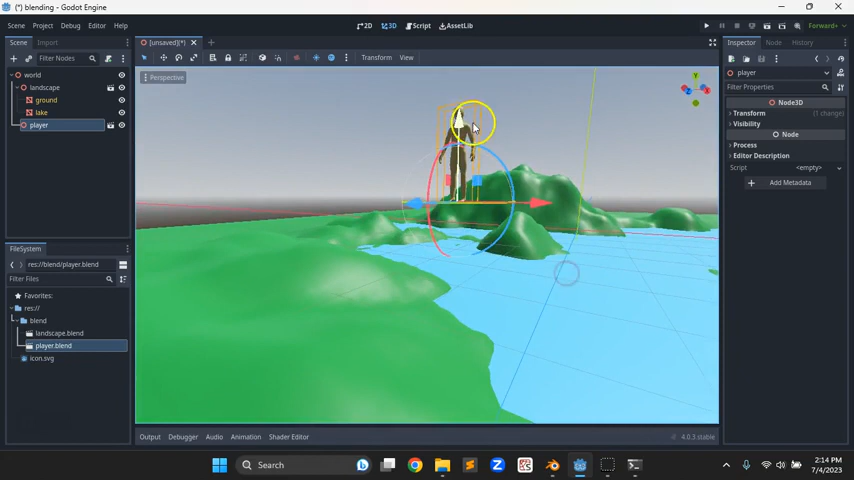 (*) blending - Godot Engine
Scene Project Debug Editor Help
2D 3D Script AssetLib
Forward+
Scene Import
[unsaved](*)
Inspector Node History
Filter Nodes
Transform View
world
landscape
ground
lake
player
Perspective
Y
player
Filter Properties
Node3D
Transform (1 change)
Visibility
Node
Process
Editor Description
Script <empty>
Add Metadata
FileSystem
res://blend/player.blend
Filter Files
Favorites:
res://
blend
landscape.blend
player.blend
icon.svg
Output Debugger Audio Animation Shader Editor
4.0.3.stable
Search
2:14 PM
7/4/2023